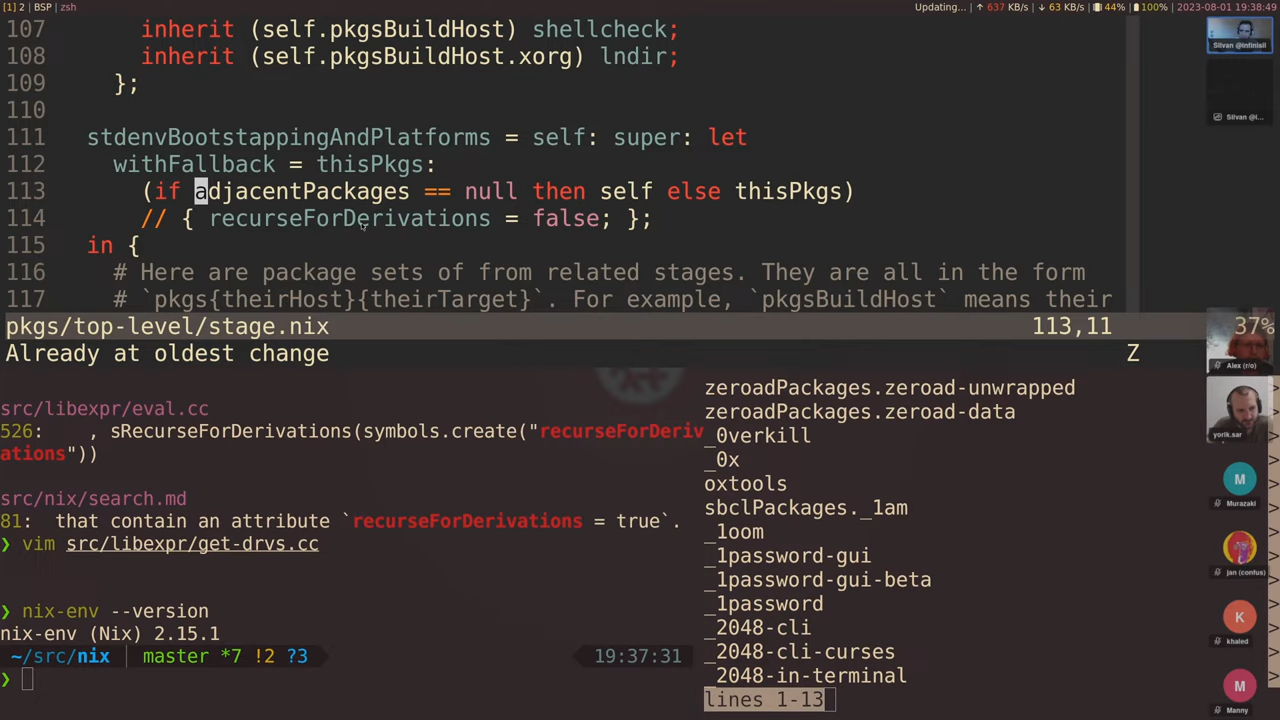 [1] 2 | BSP | zsh
Updating... | ↑ 637 KB/s | ↓ 63 KB/s | 44% | 100% | 2023-08-01 19:38:49
107 inherit (self.pkgsBuildHost) shellcheck;
108 inherit (self.pkgsBuildHost.xorg) lndir;
109 };
110
111 stdenvBootstappingAndPlatforms = self: super: let
112 withFallback = thisPkgs:
113 (if adjacentPackages == null then self else thisPkgs)
114 // { recurseForDerivations = false; };
115 in {
116 # Here are package sets of from related stages. They are all in the form
117 # `pkgs{theirHost}{theirTarget}`. For example, `pkgsBuildHost` means their
pkgs/top-level/stage.nix 113,11 37%
Already at oldest change Z
src/libexpr/eval.cc
526: , sRecurseForDerivations(symbols.create("recurseForDeriv
ations"))
src/nix/search.md
81: that contain an attribute `recurseForDerivations = true`.
❯ vim src/libexpr/get-drvs.cc
❯ nix-env --version
nix-env (Nix) 2.15.1
~/src/nix | master *7 !2 ?3 19:37:31
❯
zeroadPackages.zeroad-unwrapped
zeroadPackages.zeroad-data
_0verkill
_0x
oxtools
sbclPackages._1am
_1oom
_1password-gui
_1password-gui-beta
_1password
_2048-cli
_2048-cli-curses
_2048-in-terminal
lines 1-13
Silvan @Infinisil
Silvan @i...
Alex (r/o)
yorik.sar
M
Murazaki
jan (confus)
K
khaled
M
Manny